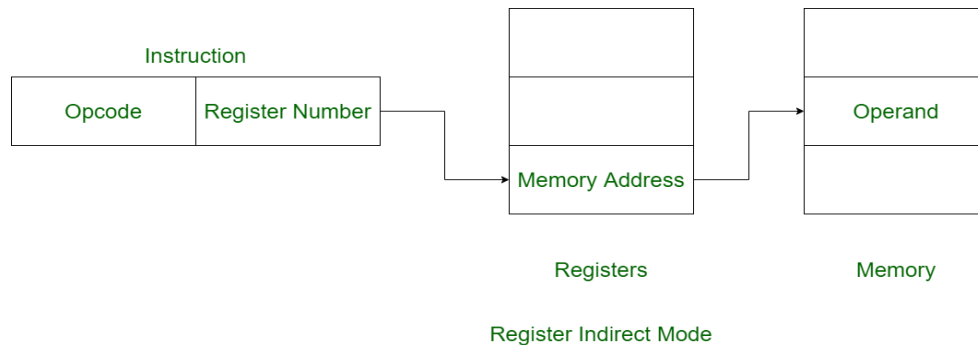 Instruction
Opcode
Register Number
Memory Address
Operand
Registers
Memory
Register Indirect Mode